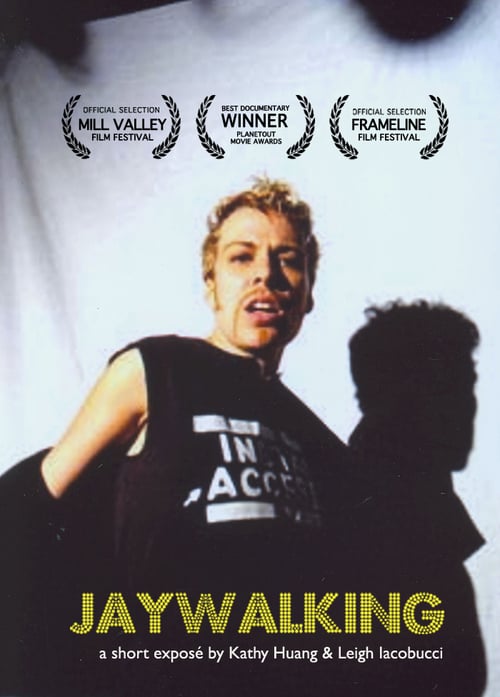 OFFICIAL SELECTION
MILL VALLEY
FILM FESTIVAL
BEST DOCUMENTARY
WINNER
PLANETOUT
MOVIE AWARDS
OFFICIAL SELECTION
FRAMELINE
FILM FESTIVAL
ACCESS
JAYWALKING
a short exposé by Kathy Huang & Leigh Iacobucci